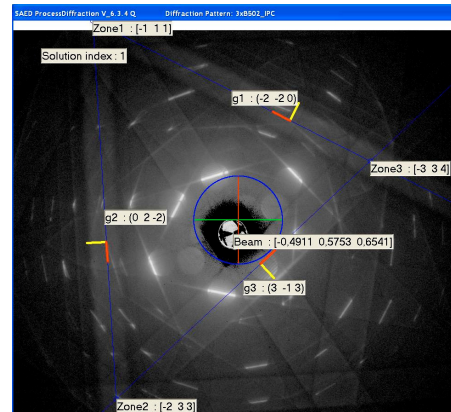 SAED ProcessDiffraction V_6.3.4 Q Diffraction Pattern: 3xB502_IPC
Zone1 : [-1 1 1]
Solution index : 1
g1 : (-2 -2 0)
Zone3 : [-3 3 4]
g2 : (0 2 -2)
Beam : [-0,4911 0,5753 0,6541]
g3 : (3 -1 3)
Zone2 : [-2 3 3]